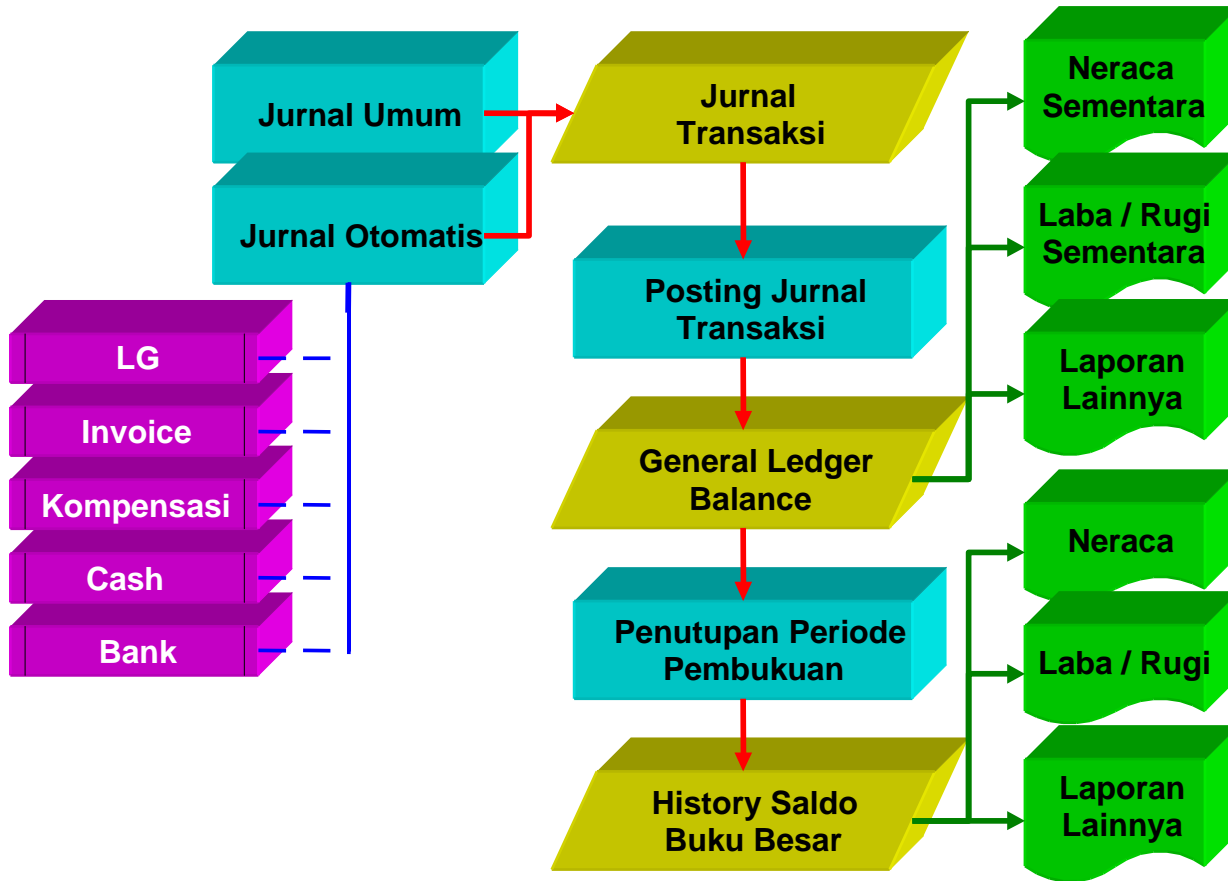 Jurnal Umum
Jurnal Otomatis
LG
Invoice
Kompensasi
Cash
Bank
Jurnal
Transaksi
Posting Jurnal
Transaksi
General Ledger
Balance
Penutupan Periode
Pembukuan
History Saldo
Buku Besar
Neraca
Sementara
Laba / Rugi
Sementara
Laporan
Lainnya
Neraca
Laba / Rugi
Laporan
Lainnya